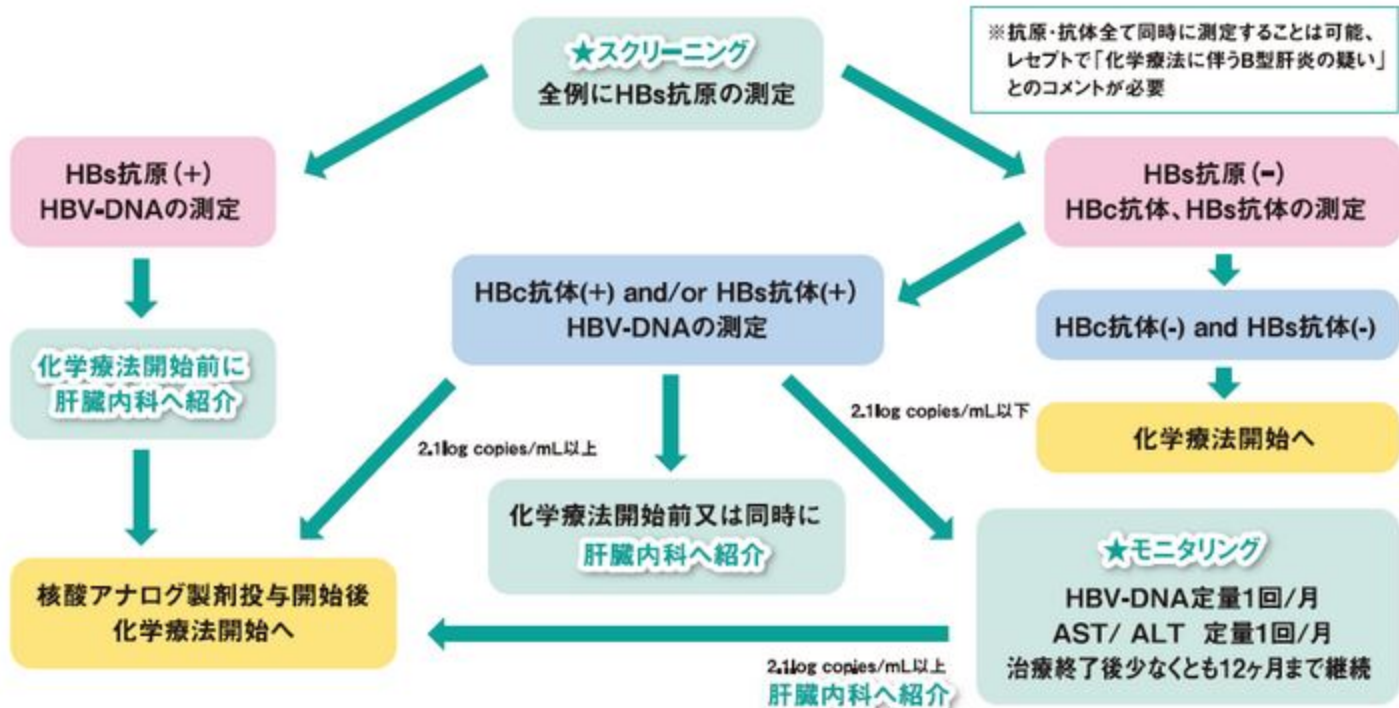 ★スクリーニング
全例にHBs抗原の測定
※抗原・抗体全て同時に測定することは可能、
レセプトで「化学療法に伴うB型肝炎の疑い」
とのコメントが必要
HBs抗原(+)
HBV-DNAの測定
HBs抗原(-)
HBc抗体、HBs抗体の測定
HBc抗体(+) and/or HBs抗体(+)
HBV-DNAの測定
HBc抗体(-) and HBs抗体(-)
化学療法開始前に
肝臓内科へ紹介
2.1log copies/mL以上
2.1log copies/mL以下
化学療法開始へ
化学療法開始前又は同時に
肝臓内科へ紹介
★モニタリング
HBV-DNA定量1回/月
AST/ ALT 定量1回/月
治療終了後少なくとも12ヶ月まで継続
核酸アナログ製剤投与開始後
化学療法開始へ
2.1log copies/mL以上
肝臓内科へ紹介